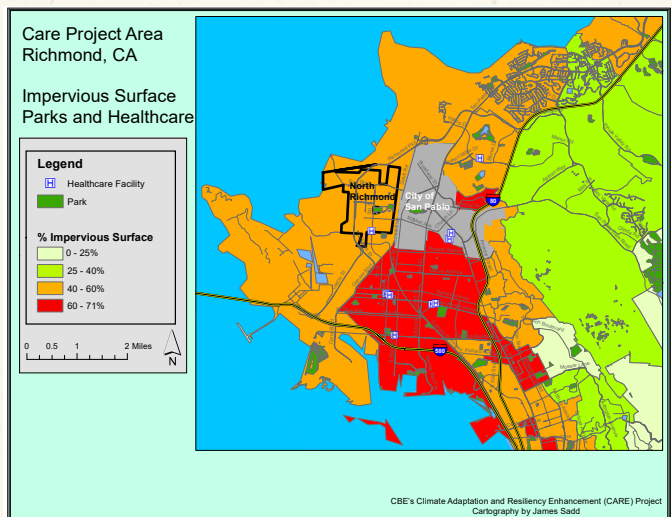 Care Project Area
Richmond, CA
Impervious Surface
Parks and Healthcare
Legend
H Healthcare Facility
Park
% Impervious Surface
0 - 25%
25 - 40%
40 - 60%
60 - 71%
0 0.5 1 2 Miles
N
H
North
Richmond
City of
San Pablo
80
H
H
H
H
H
H
580
CBE's Climate Adaptation and Resiliency Enhancement (CARE) Project
Cartography by James Sadd